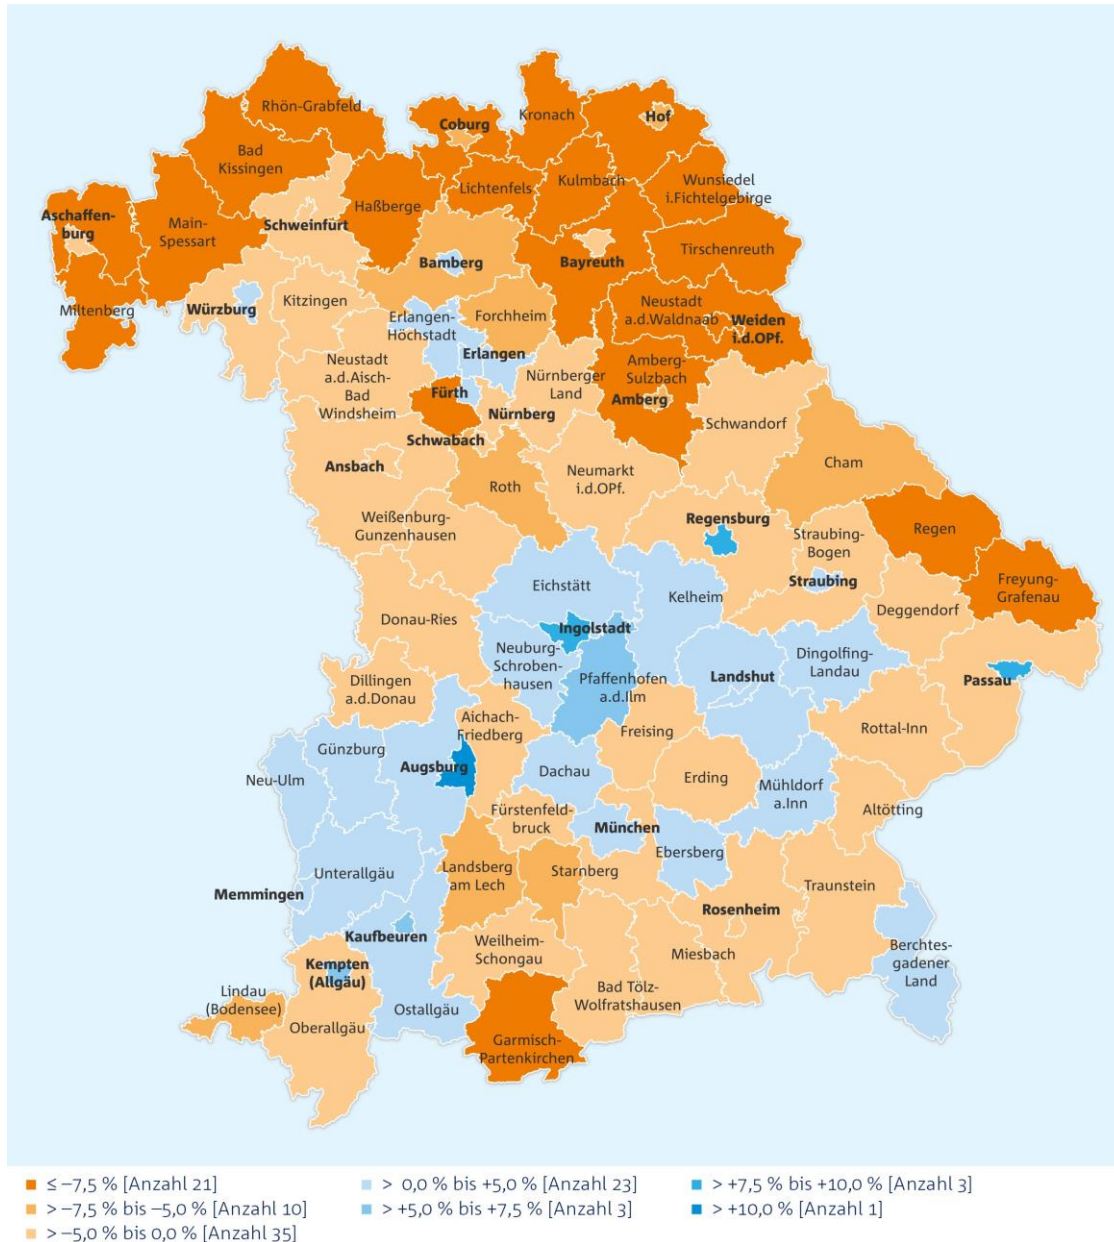 Rhön-Grabfeld
Kronach
Hof
Coburg
Bad
Kissingen
Lichtenfels
Kulmbach
Wunsiedel
i.Fichtelgebirge
Haßberge
Aschaffen-
burg
Main-
Spessart
Schweinfurt
Tirschenreuth
Bamberg
Bayreuth
Miltenberg
Würzburg
Kitzingen
Erlangen-
Höchstadt
Forchheim
Neustadt
a.d.Waldnaab
Weiden
i.d.OPf.
Erlangen
Neustadt
a.d.Aisch-
Bad
Windsheim
Nürnberger
Land
Amberg-
Sulzbach
Fürth
Amberg
Nürnberg
Schwandorf
Schwabach
Ansbach
Neumarkt
i.d.OPf.
Cham
Roth
Weißenburg-
Gunzenhausen
Regensburg
Straubing-
Bogen
Regen
Eichstätt
Kelheim
Straubing
Freyung-
Grafenau
Deggendorf
Donau-Ries
Ingolstadt
Neuburg-
Schroben-
hausen
Dingolfing-
Landau
Dillingen
a.d.Donau
Pfaffenhofen
a.d.Ilm
Landshut
Passau
Aichach-
Friedberg
Freising
Rottal-Inn
Günzburg
Augsburg
Neu-Ulm
Dachau
Erding
Mühldorf
a.Inn
Altötting
Fürstenfeld-
bruck
München
Ebersberg
Unterallgäu
Landsberg
am Lech
Starnberg
Traunstein
Memmingen
Rosenheim
Kaufbeuren
Weilheim-
Schongau
Miesbach
Berchtes-
gadener
Land
Kempten
(Allgäu)
Lindau
(Bodensee)
Ostallgäu
Bad Tölz-
Wolfratshausen
Oberallgäu
Garmisch-
Partenkirchen
≤ –7,5 % [Anzahl 21]
> –7,5 % bis –5,0 % [Anzahl 10]
> –5,0 % bis 0,0 % [Anzahl 35]
> 0,0 % bis +5,0 % [Anzahl 23]
> +5,0 % bis +7,5 % [Anzahl 3]
> +7,5 % bis +10,0 % [Anzahl 3]
> +10,0 % [Anzahl 1]